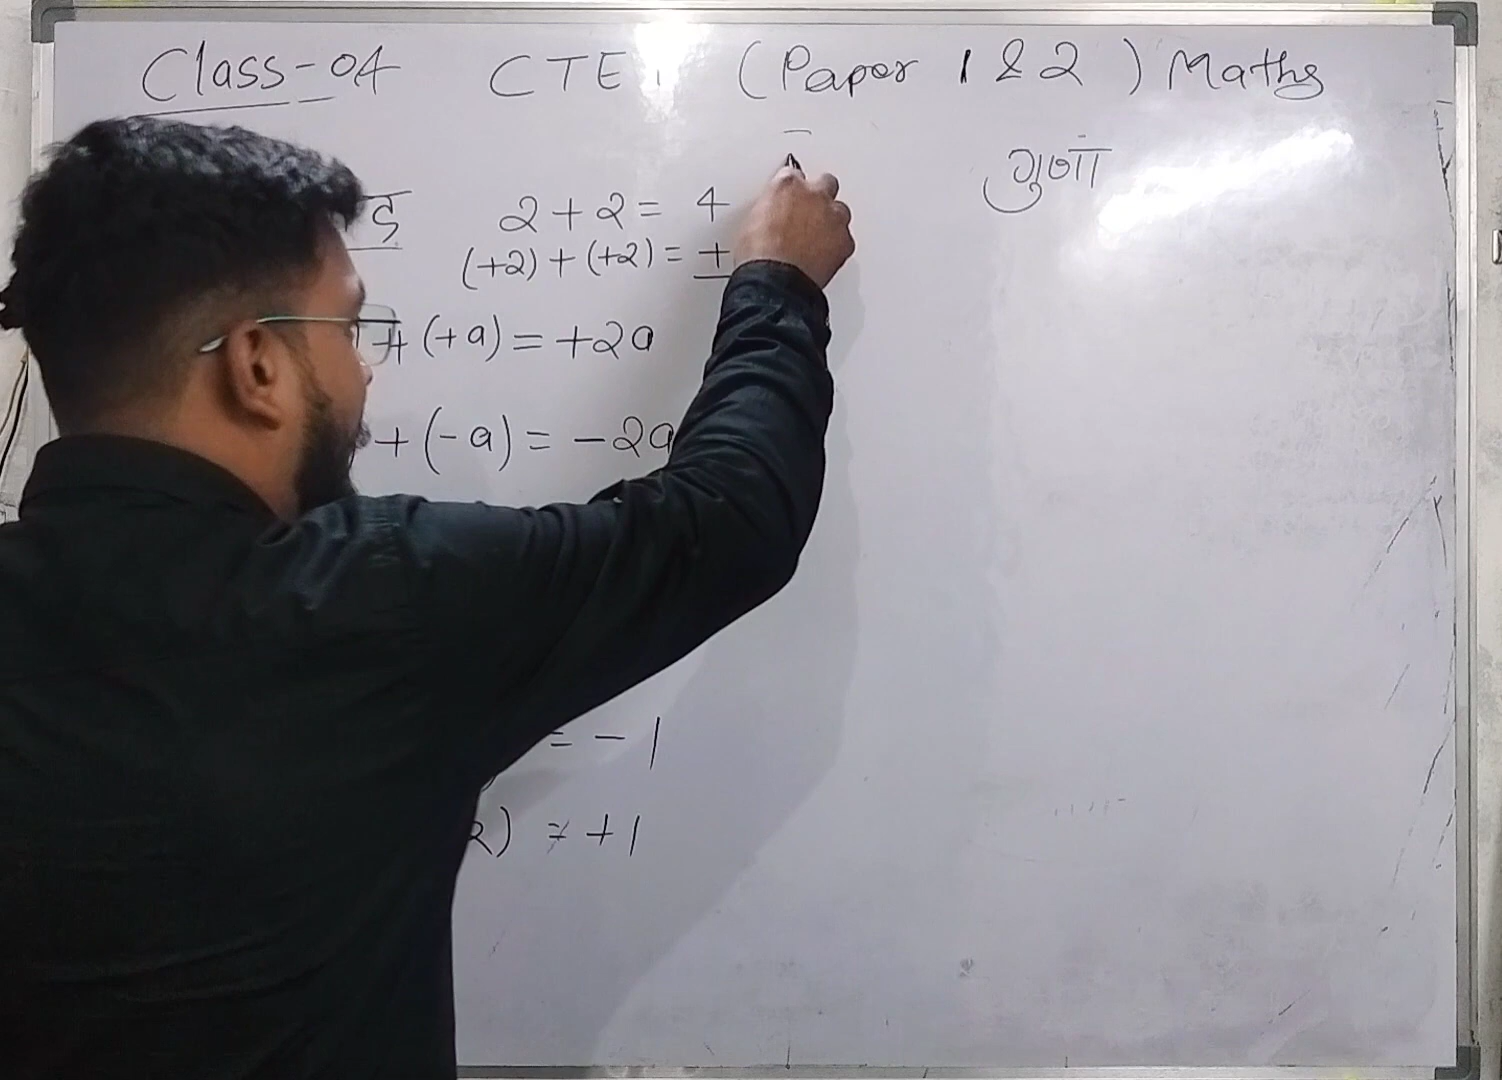 Class-04 CTET (Paper 1 & 2) Maths
गुणा
2+2= 4
(+2)+(+2)= +
+(+a)=+2a
+(-a)= -2a
= -1
2) = +1